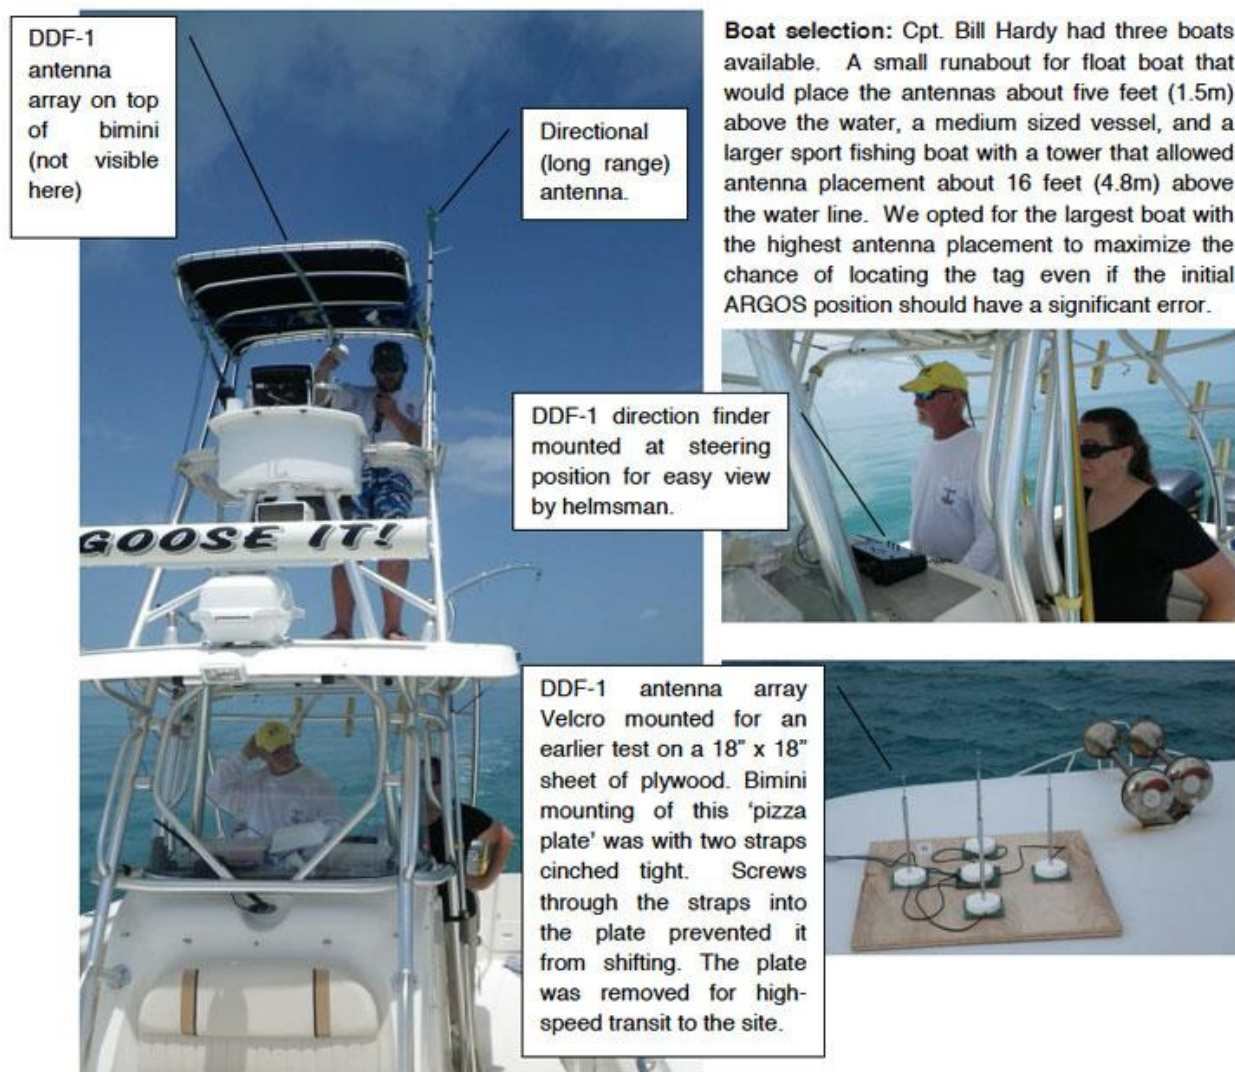 DDF-1
antenna
array on top
of bimini
(not visible
here)
Directional
(long range)
antenna.
Boat selection: Cpt. Bill Hardy had three boats
available. A small runabout for float boat that
would place the antennas about five feet (1.5m)
above the water, a medium sized vessel, and a
larger sport fishing boat with a tower that allowed
antenna placement about 16 feet (4.8m) above
the water line. We opted for the largest boat with
the highest antenna placement to maximize the
chance of locating the tag even if the initial
ARGOS position should have a significant error.
DDF-1 direction finder
mounted at steering
position for easy view
by helmsman.
GOOSE IT!
DDF-1 antenna array
Velcro mounted for an
earlier test on a 18" x 18"
sheet of plywood. Bimini
mounting of this ‘pizza
plate’ was with two straps
cinched tight. Screws
through the straps into
the plate prevented it
from shifting. The plate
was removed for high-
speed transit to the site.